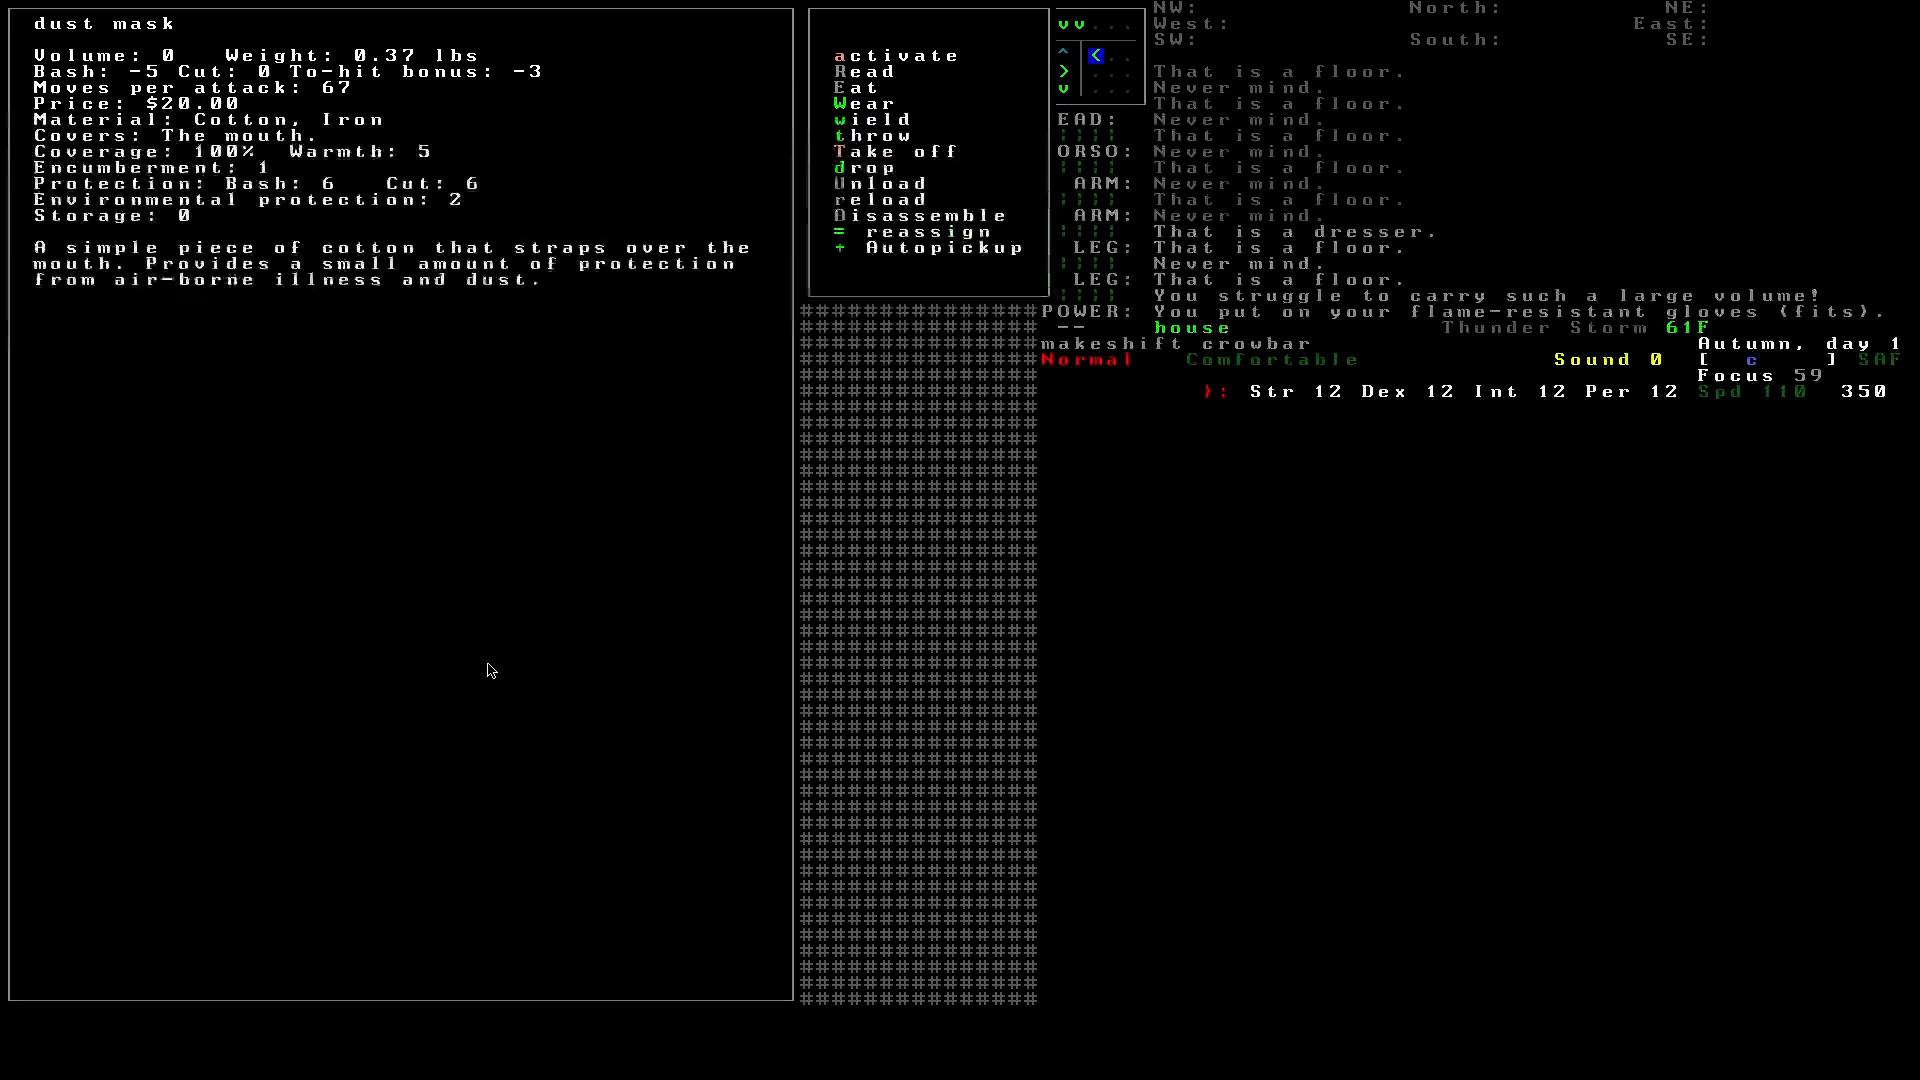 dust mask
Volume: 0   Weight: 0.37 lbs
Bash: -5 Cut: 0 To-hit bonus: -3
Moves per attack: 67
Price: $20.00
Material: Cotton, Iron
Covers: The mouth.
Coverage: 100%  Warmth: 5
Encumberment: 1
Protection: Bash: 6   Cut: 6
Environmental protection: 2
Storage: 0
A simple piece of cotton that straps over the
mouth. Provides a small amount of protection
from air-borne illness and dust.
activate
Read
Eat
Wear
wield
throw
Take off
drop
Unload
reload
Disassemble
= reassign
+ Autopickup
vv...
^ <..
> ...
v ...
EAD:
ORSO:
ARM:
ARM:
LEG:
LEG:
POWER:
--
NW: North: NE:
West: East:
SW: South: SE:
That is a floor.
Never mind.
That is a floor.
Never mind.
That is a floor.
Never mind.
That is a floor.
Never mind.
That is a floor.
Never mind.
That is a dresser.
That is a floor.
Never mind.
That is a floor.
You struggle to carry such a large volume!
You put on your flame-resistant gloves (fits).
house Thunder Storm 61F
makeshift crowbar Autumn, day 1
Normal Comfortable Sound 0 [ c ] SAF
Focus 59
): Str 12 Dex 12 Int 12 Per 12 Spd 110 350